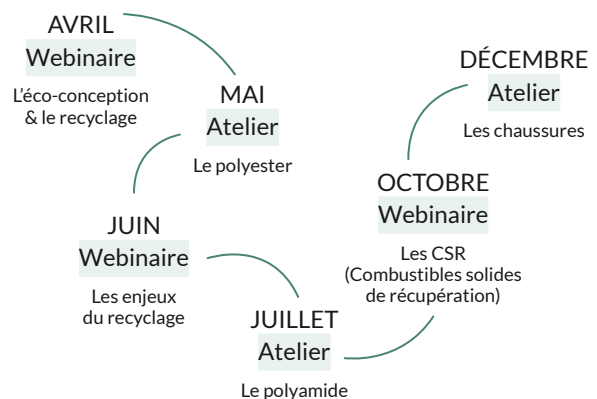 AVRIL
Webinaire
L'éco-conception
& le recyclage
MAI
Atelier
Le polyester
JUIN
Webinaire
Les enjeux
du recyclage
JUILLET
Atelier
Le polyamide
OCTOBRE
Webinaire
Les CSR
(Combustibles solides
de récupération)
DÉCEMBRE
Atelier
Les chaussures